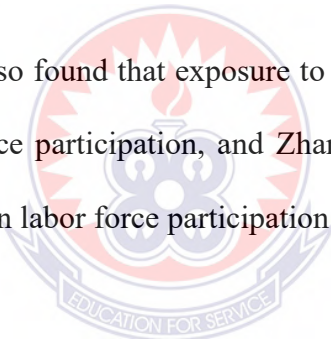 so found that exposure to
ce participation, and Zhan
n labor force participation
EDUCATION FOR SERVICE